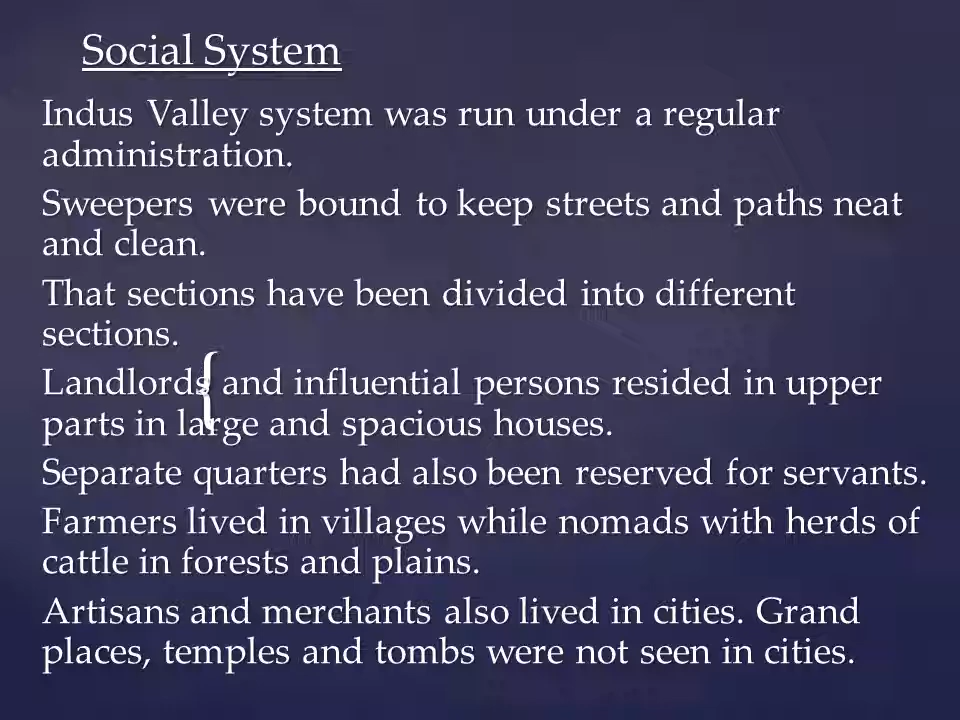 Social System
Indus Valley system was run under a regular
administration.
Sweepers were bound to keep streets and paths neat
and clean.
That sections have been divided into different
sections.
Landlords and influential persons resided in upper
parts in large and spacious houses.
Separate quarters had also been reserved for servants.
Farmers lived in villages while nomads with herds of
cattle in forests and plains.
Artisans and merchants also lived in cities. Grand
places, temples and tombs were not seen in cities.